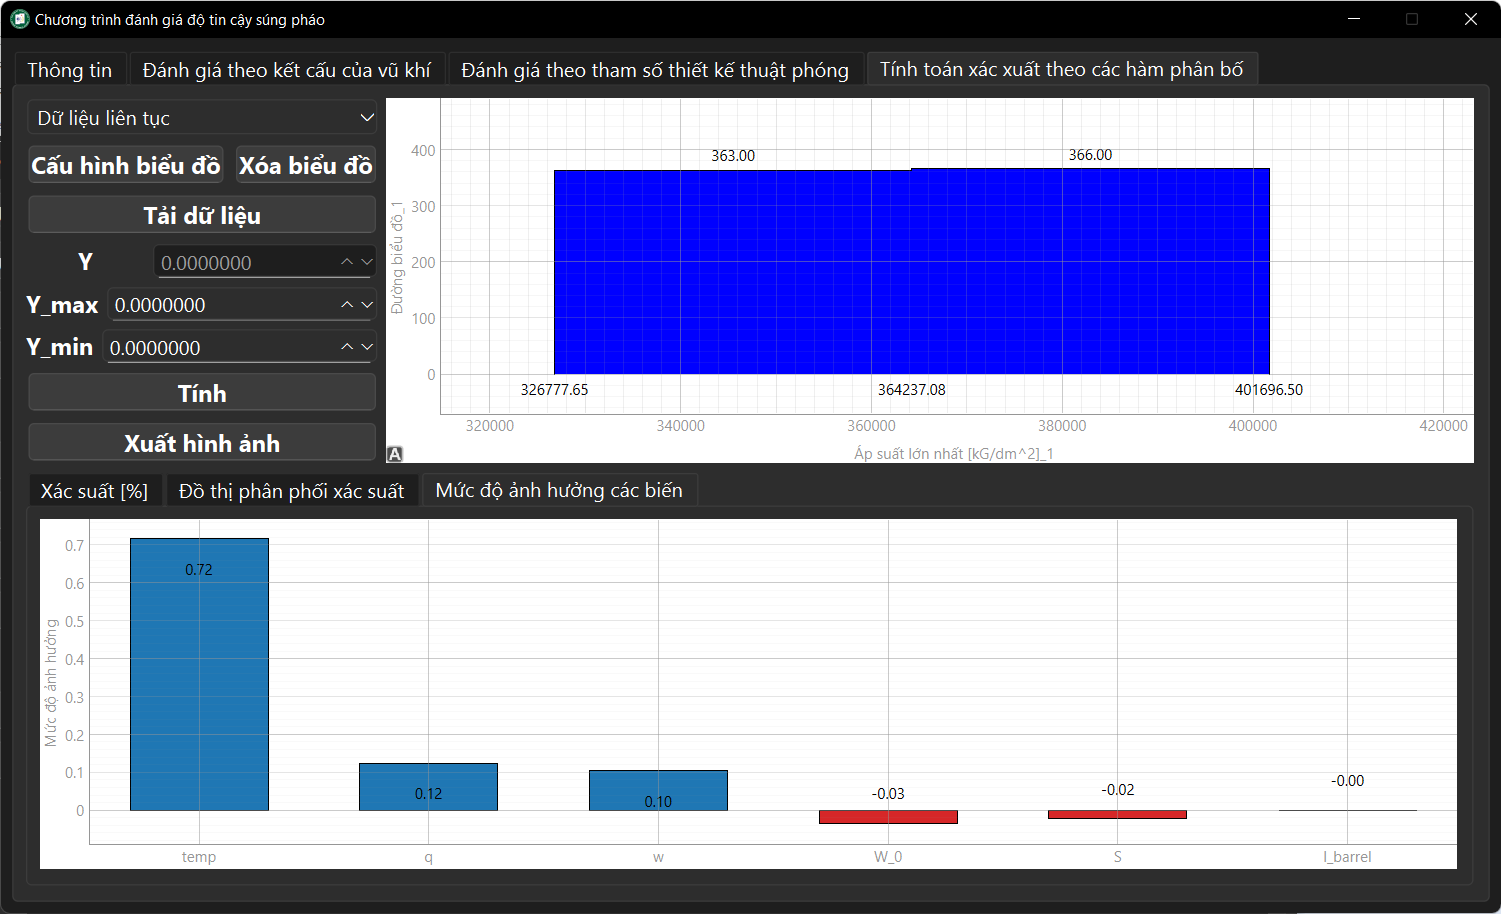 Chương trình đánh giá độ tin cậy súng pháo
Thông tin
Đánh giá theo kết cấu của vũ khí
Đánh giá theo tham số thiết kế thuật phóng
Tính toán xác xuất theo các hàm phân bố
Dữ liệu liên tục
Cấu hình biểu đồ
Xóa biểu đồ
Tải dữ liệu
Y
0.0000000
Y_max
0.0000000
Y_min
0.0000000
Tính
Xuất hình ảnh
Đường biểu đồ_1
400
300
200
100
0
363.00
366.00
326777.65
364237.08
401696.50
320000
340000
360000
380000
400000
420000
Áp suất lớn nhất [kG/dm^2]_1
A
Xác suất [%]
Đồ thị phân phối xác suất
Mức độ ảnh hưởng các biến
Mức độ ảnh hưởng
0.7
0.6
0.5
0.4
0.3
0.2
0.1
0
0.72
0.12
0.10
-0.03
-0.02
-0.00
temp
q
w
W_0
S
l_barrel